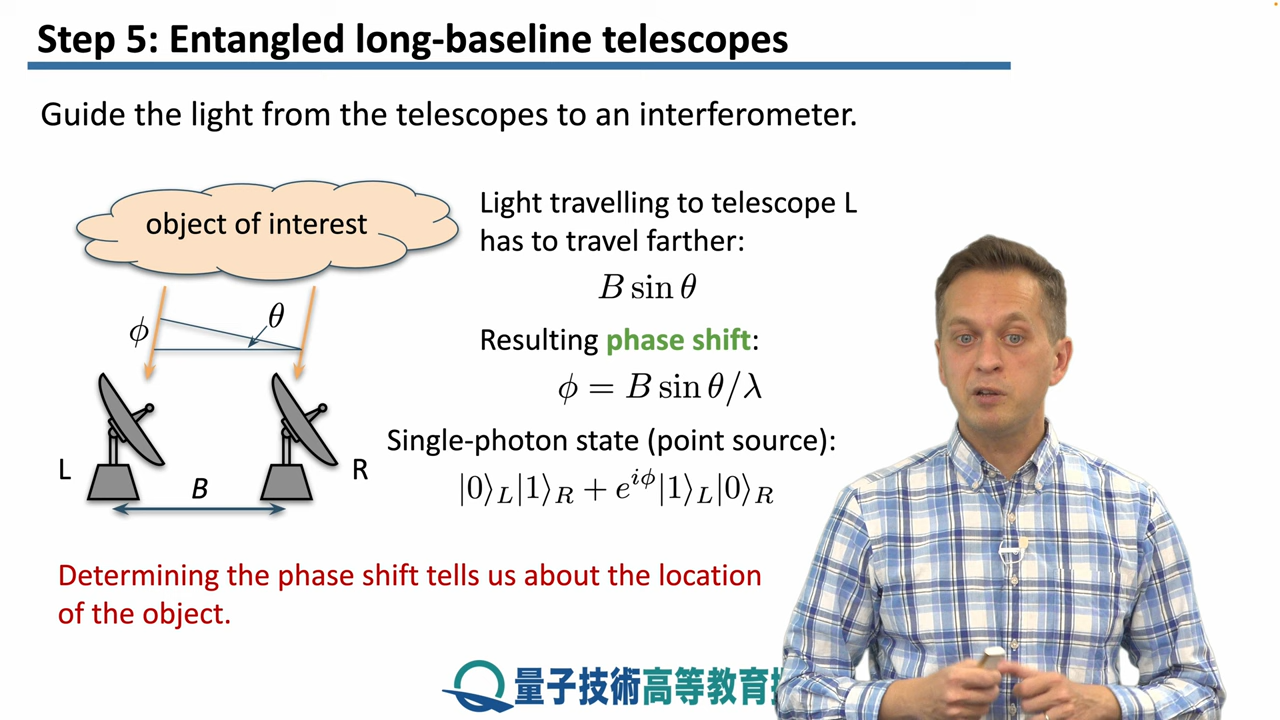 Step 5: Entangled long-baseline telescopes
Guide the light from the telescopes to an interferometer.
object of interest
ϕ
θ
L
B
R
Light travelling to telescope L
has to travel farther:
B sin θ
Resulting phase shift:
ϕ = B sin θ/λ
Single-photon state (point source):
|0⟩_L|1⟩_R + e^{iϕ}|1⟩_L|0⟩_R
Determining the phase shift tells us about the location
of the object.
量子技術高等教育